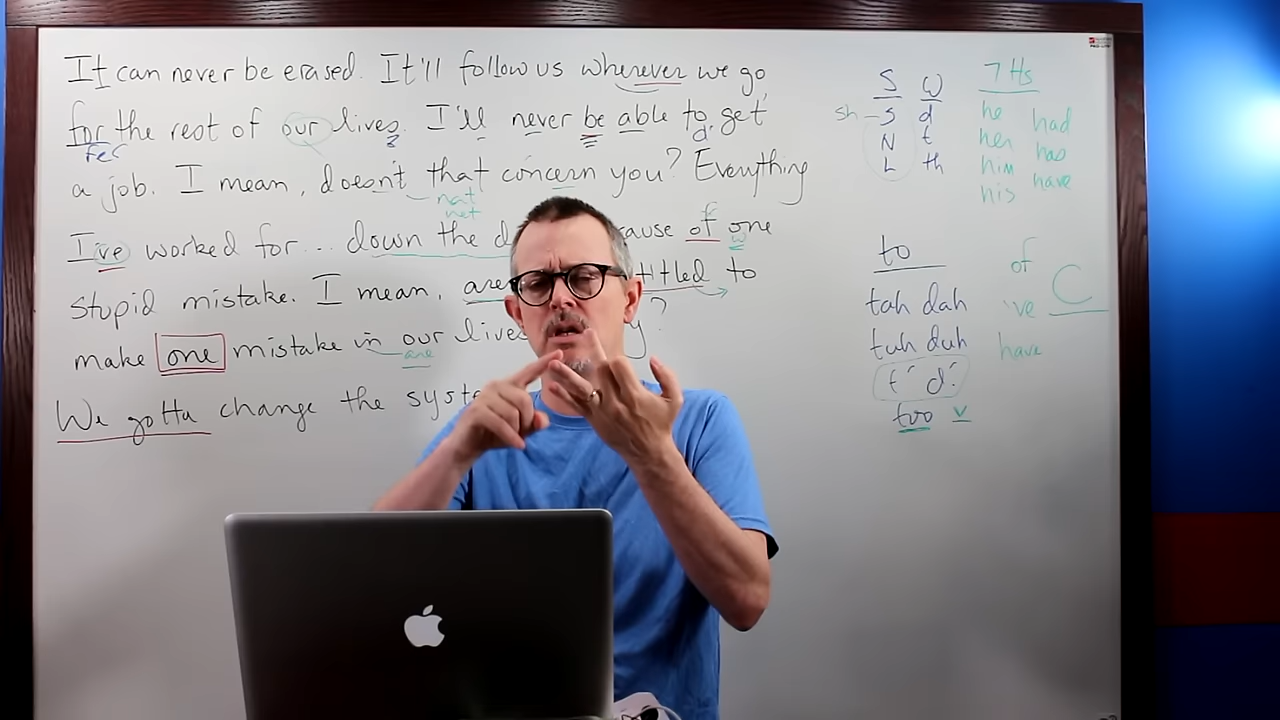 It can never be erased. It'll follow us wherever we go
for the rest of our lives. I'll never be able to get
fer
z
d'
a job. I mean, doesn't that concern you? Everything
nat
net
I've worked for... down the d cause of one
w
stupid mistake. I mean, are titled to
make one mistake in our lives y?
are
We gotta change the syste
S W
sh - S d
N t
L th
7 Hs
he had
her has
him have
his
to
tah dah
tuh duh
t' d'
too v
of
've C
have